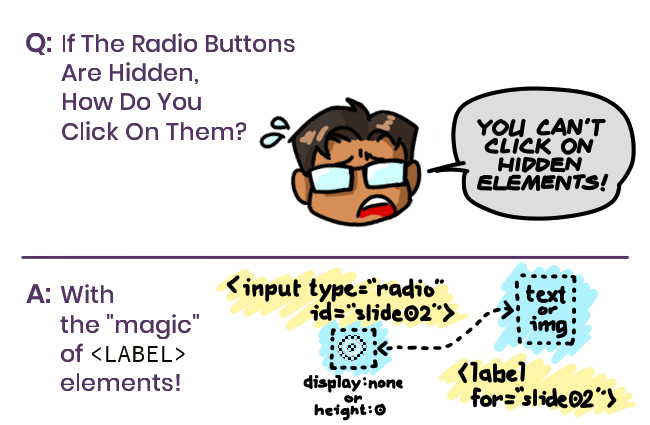 Q: If The Radio Buttons
Are Hidden,
How Do You
Click On Them?
YOU CAN'T
CLICK ON
HIDDEN
ELEMENTS!
A: With
the "magic"
of <LABEL>
elements!
<input type="radio"
id="slide02">
display:none
or
height:0
text
or
img
<label
for="slide02">